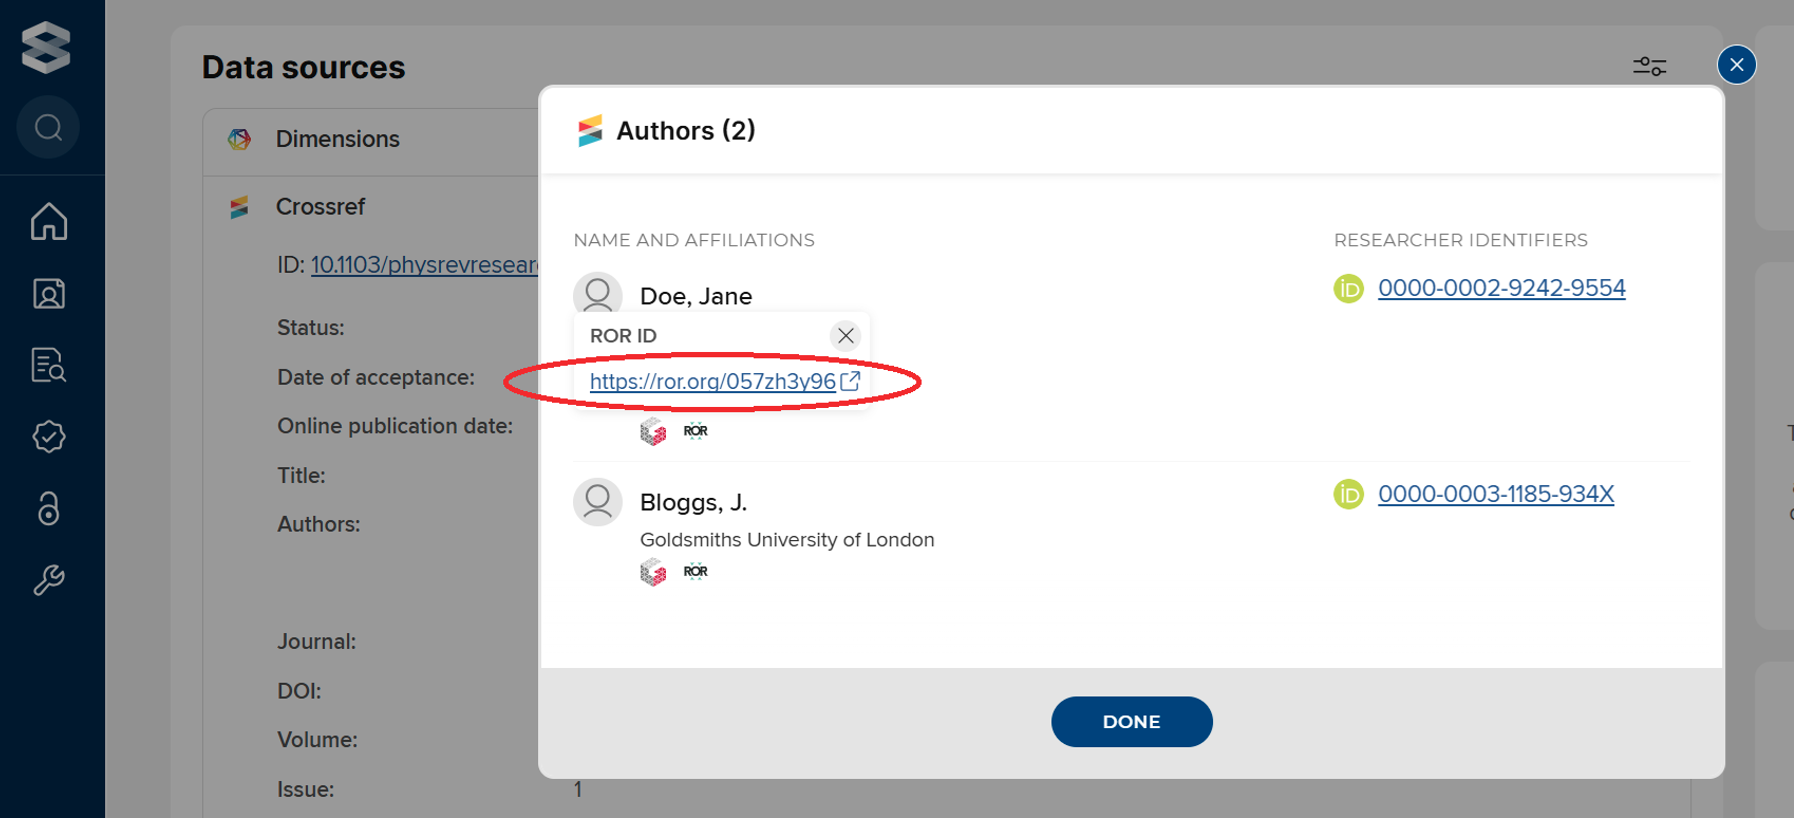 Data sources
Authors (2)
Dimensions
Crossref
ID: 10.1103/physrevresear
Status:
Date of acceptance:
Online publication date:
Title:
Authors:
Journal:
DOI:
Volume:
Issue: 1
NAME AND AFFILIATIONS
RESEARCHER IDENTIFIERS
Doe, Jane
iD 0000-0002-9242-9554
ROR ID
https://ror.org/057zh3y96
ROR
Bloggs, J.
iD 0000-0003-1185-934X
Goldsmiths University of London
ROR
DONE